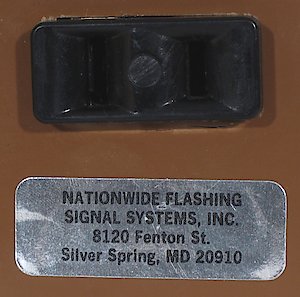 NATIONWIDE FLASHING
SIGNAL SYSTEMS, INC.
8120 Fenton St.
Silver Spring, MD 20910